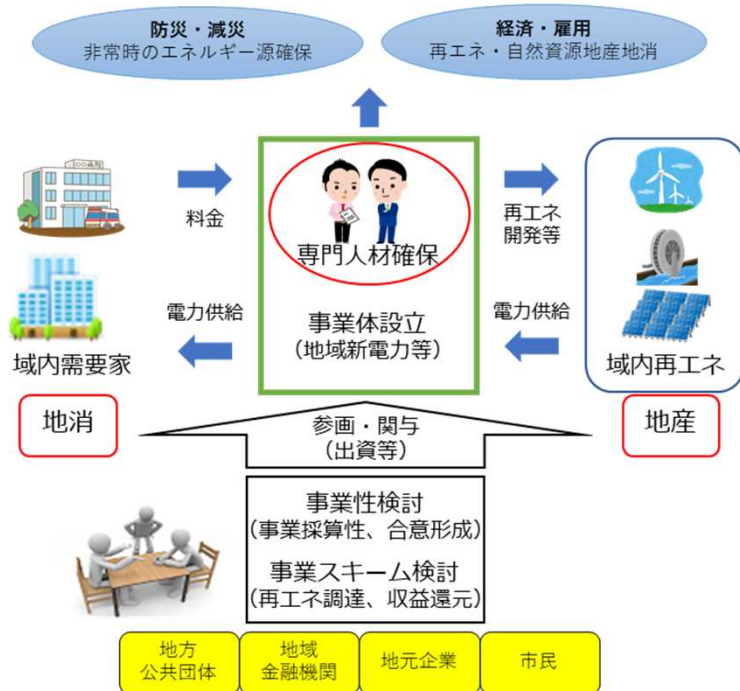 防災・減災
非常時のエネルギー源確保
経済・雇用
再エネ・自然資源地産地消
料金
専門人材確保
再エネ
開発等
電力供給
事業体設立
(地域新電力等)
電力供給
域内需要家
域内再エネ
地消
地産
参画・関与
(出資等)
事業性検討
(事業採算性、合意形成)
事業スキーム検討
(再エネ調達、収益還元)
地方
公共団体
地域
金融機関
地元企業
市民